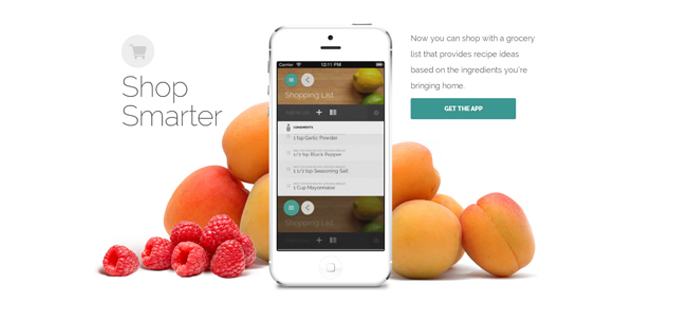 Shop
Smarter
Now you can shop with a grocery
list that provides recipe ideas
based on the ingredients you're
bringing home.
GET THE APP
Carrier
12:11 PM
Shopping List
CONDIMENTS
1 tsp Garlic Powder
1/2 tsp Black Pepper
1 1/2 tsp Seasoning Salt
1 Cup Mayonnaise
Shopping List